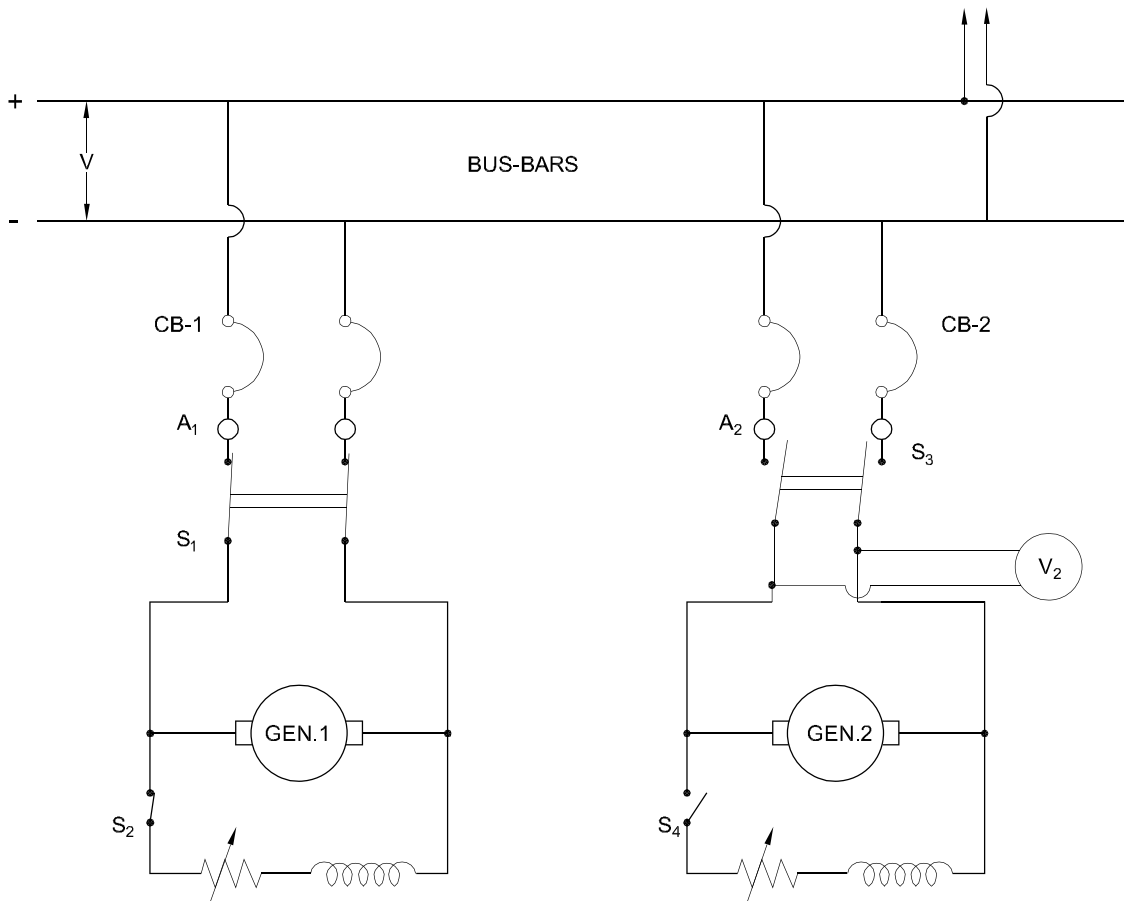 +
V
BUS-BARS
-
CB-1
CB-2
A₁
A₂
S₃
S₁
V₂
GEN.1
GEN.2
S₂
S₄